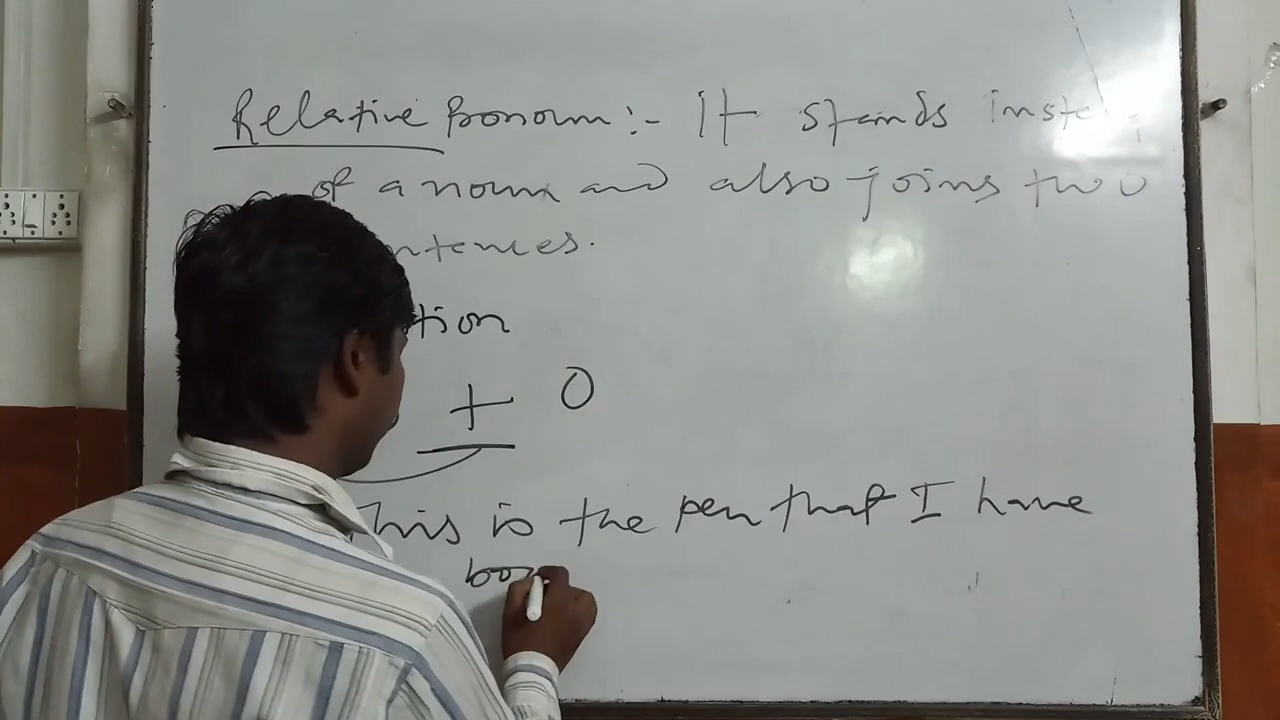 Relative Pronoun :- It stands inste
of a noun and also joins two
ntences.
tion
+ O
This is the pen that I have